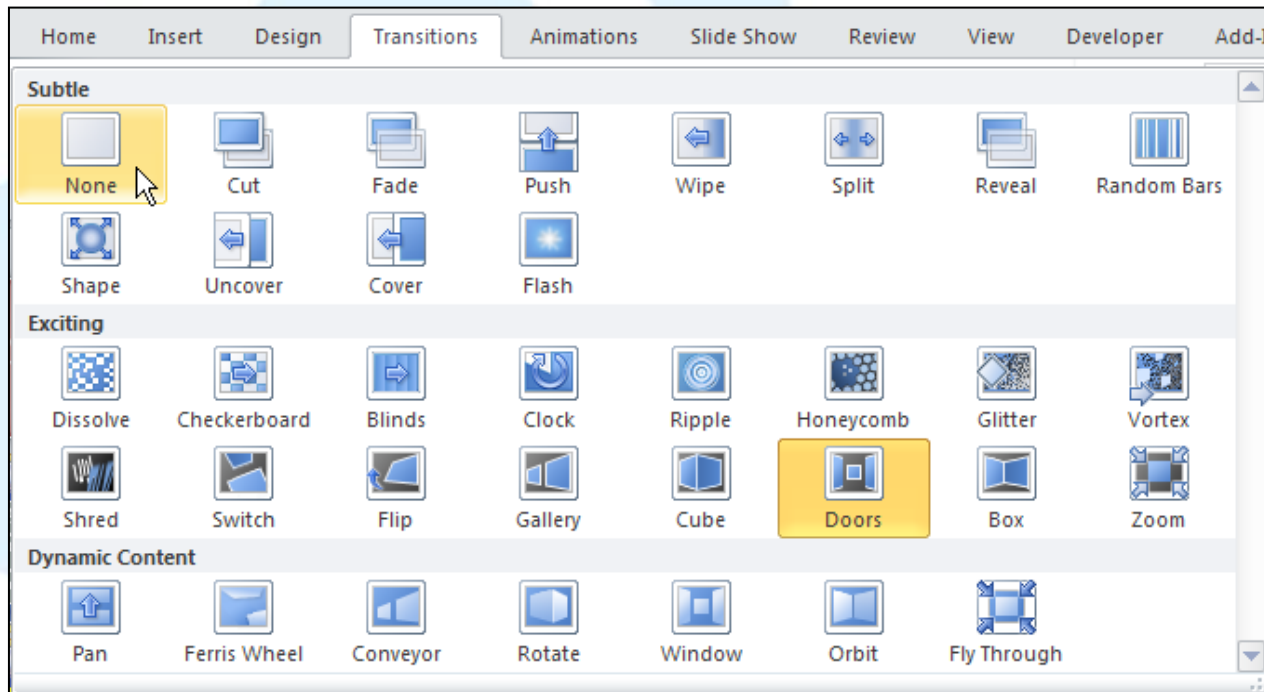 Home Insert Design Transitions Animations Slide Show Review View Developer Add-I
Subtle
None Cut Fade Push Wipe Split Reveal Random Bars
Shape Uncover Cover Flash
Exciting
Dissolve Checkerboard Blinds Clock Ripple Honeycomb Glitter Vortex
Shred Switch Flip Gallery Cube Doors Box Zoom
Dynamic Content
Pan Ferris Wheel Conveyor Rotate Window Orbit Fly Through